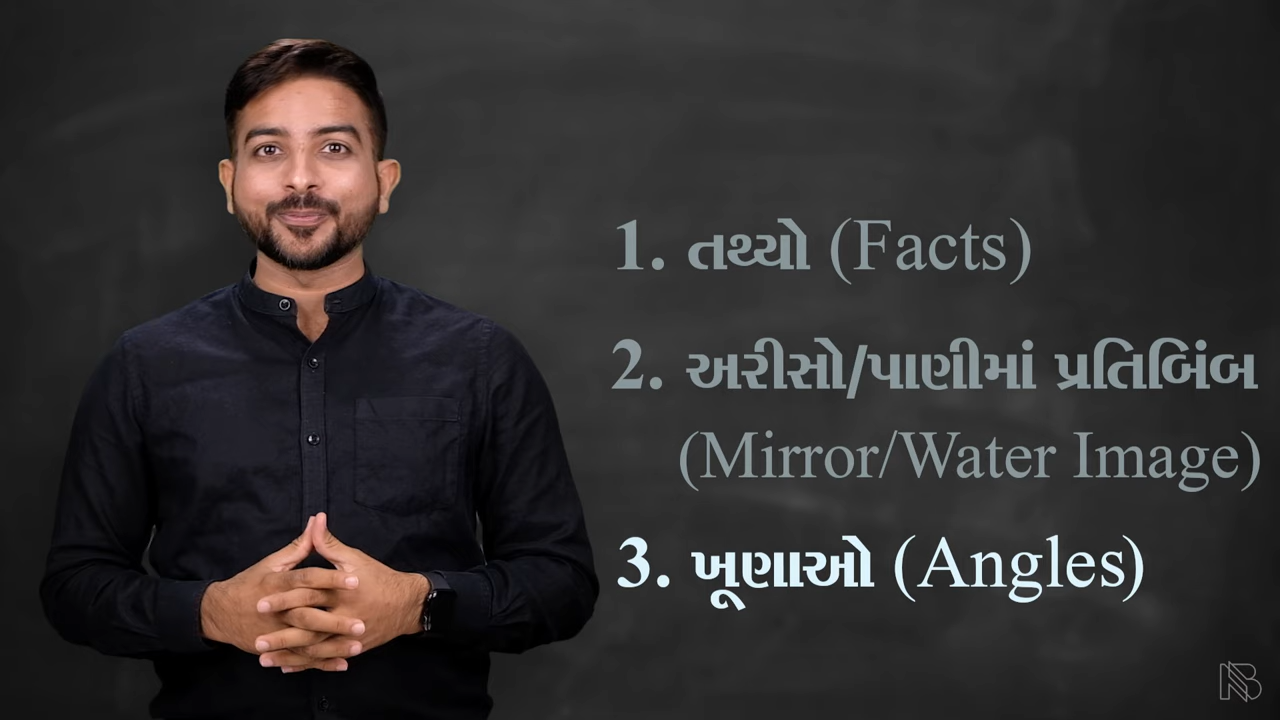 1. તથ્યો (Facts)
2. અરીસો/પાણીમાં પ્રતિબિંબ
(Mirror/Water Image)
3. ખૂણાઓ (Angles)